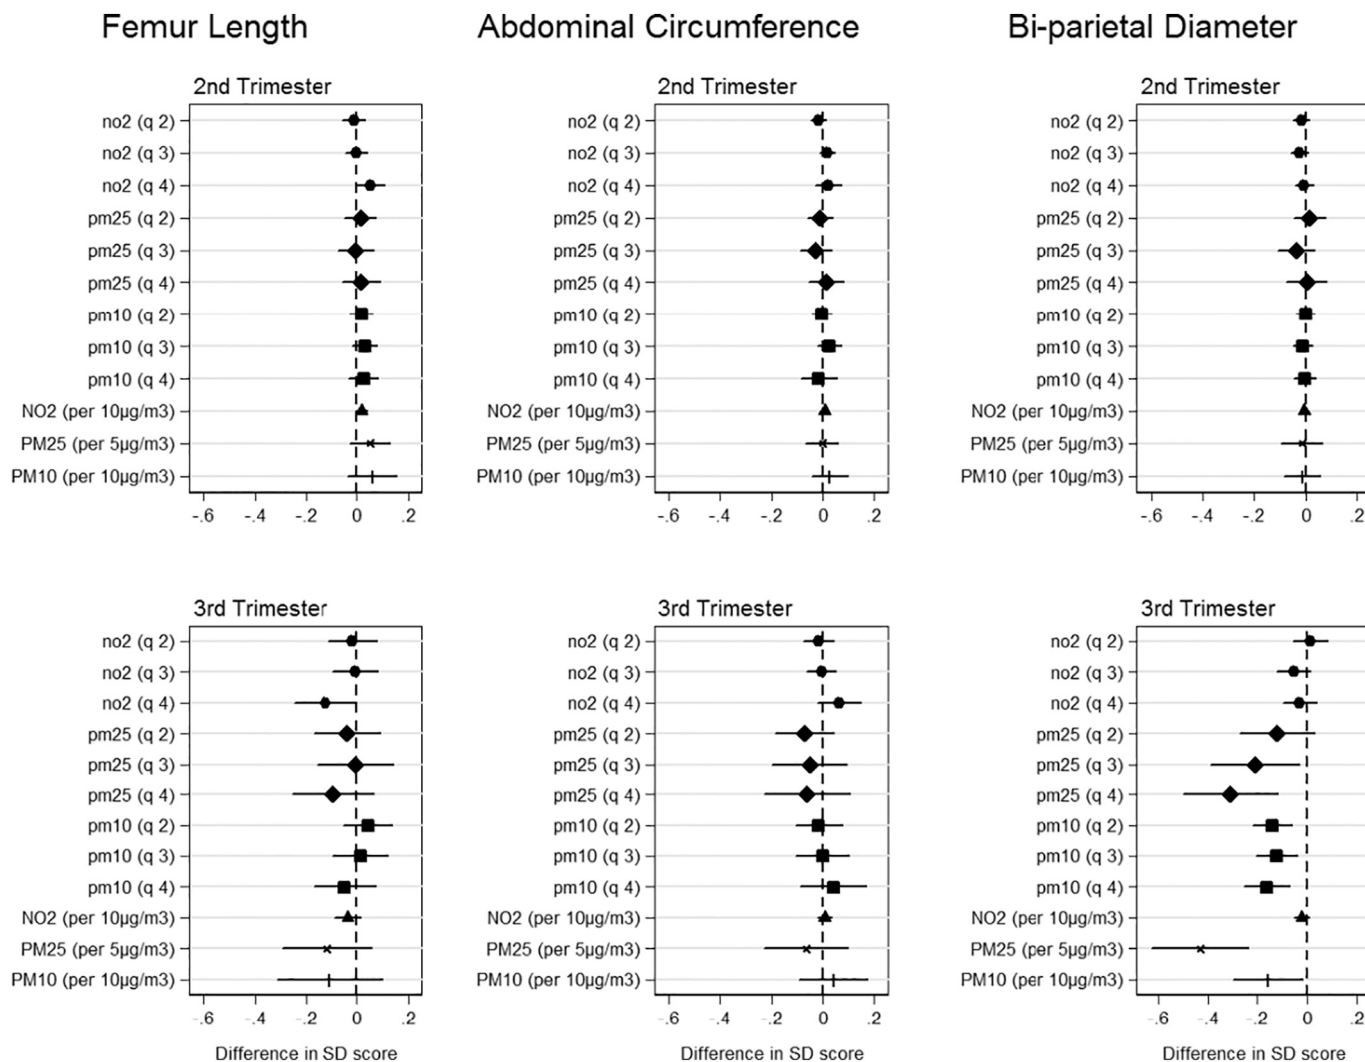 Femur Length
Abdominal Circumference
Bi-parietal Diameter
2nd Trimester
no2 (q 2)
no2 (q 3)
no2 (q 4)
pm25 (q 2)
pm25 (q 3)
pm25 (q 4)
pm10 (q 2)
pm10 (q 3)
pm10 (q 4)
NO2 (per 10µg/m3)
PM25 (per 5µg/m3)
PM10 (per 10µg/m3)
-.6 -.4 -.2 0 .2
2nd Trimester
no2 (q 2)
no2 (q 3)
no2 (q 4)
pm25 (q 2)
pm25 (q 3)
pm25 (q 4)
pm10 (q 2)
pm10 (q 3)
pm10 (q 4)
NO2 (per 10µg/m3)
PM25 (per 5µg/m3)
PM10 (per 10µg/m3)
-.6 -.4 -.2 0 .2
2nd Trimester
no2 (q 2)
no2 (q 3)
no2 (q 4)
pm25 (q 2)
pm25 (q 3)
pm25 (q 4)
pm10 (q 2)
pm10 (q 3)
pm10 (q 4)
NO2 (per 10µg/m3)
PM25 (per 5µg/m3)
PM10 (per 10µg/m3)
-.6 -.4 -.2 0 .2
3rd Trimester
no2 (q 2)
no2 (q 3)
no2 (q 4)
pm25 (q 2)
pm25 (q 3)
pm25 (q 4)
pm10 (q 2)
pm10 (q 3)
pm10 (q 4)
NO2 (per 10µg/m3)
PM25 (per 5µg/m3)
PM10 (per 10µg/m3)
-.6 -.4 -.2 0 .2
Difference in SD score
3rd Trimester
no2 (q 2)
no2 (q 3)
no2 (q 4)
pm25 (q 2)
pm25 (q 3)
pm25 (q 4)
pm10 (q 2)
pm10 (q 3)
pm10 (q 4)
NO2 (per 10µg/m3)
PM25 (per 5µg/m3)
PM10 (per 10µg/m3)
-.6 -.4 -.2 0 .2
Difference in SD score
3rd Trimester
no2 (q 2)
no2 (q 3)
no2 (q 4)
pm25 (q 2)
pm25 (q 3)
pm25 (q 4)
pm10 (q 2)
pm10 (q 3)
pm10 (q 4)
NO2 (per 10µg/m3)
PM25 (per 5µg/m3)
PM10 (per 10µg/m3)
-.6 -.4 -.2 0 .2
Difference in SD score